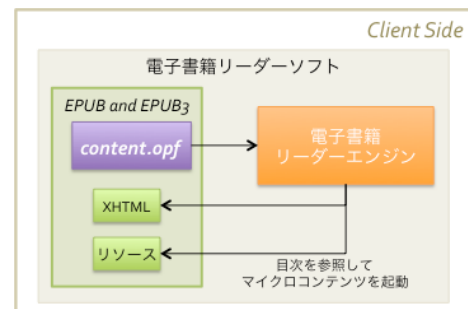 Client Side
電子書籍リーダーソフト
EPUB and EPUB3
content.opf
電子書籍
リーダーエンジン
XHTML
リソース
目次を参照して
マイクロコンテンツを起動